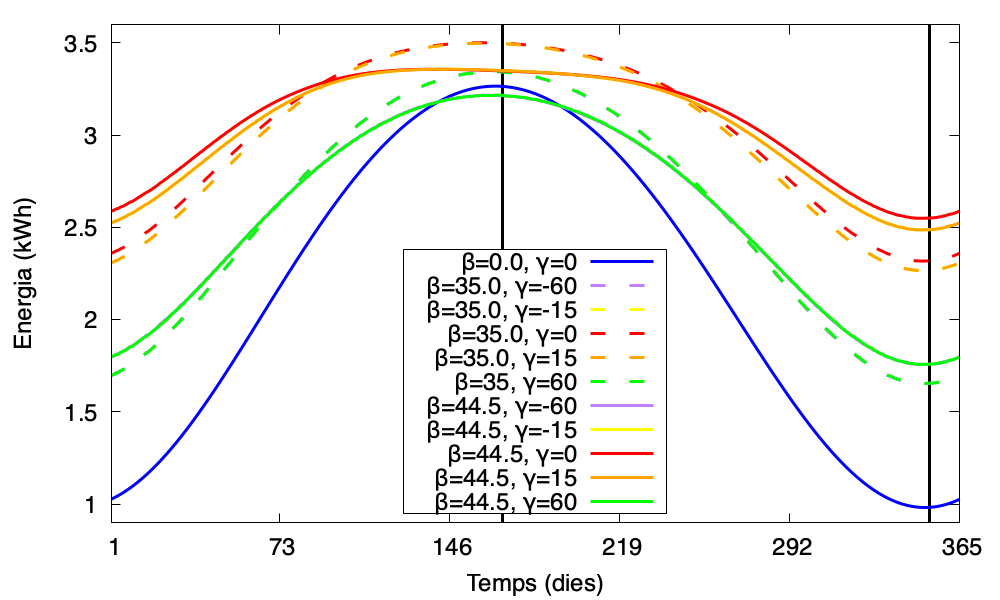 3.5
3
2.5
2
1.5
1
Energia (kWh)
β=0.0, γ=0
β=35.0, γ=-60
β=35.0, γ=-15
β=35.0, γ=0
β=35.0, γ=15
β=35, γ=60
β=44.5, γ=-60
β=44.5, γ=-15
β=44.5, γ=0
β=44.5, γ=15
β=44.5, γ=60
1 73 146 219 292 365
Temps (dies)